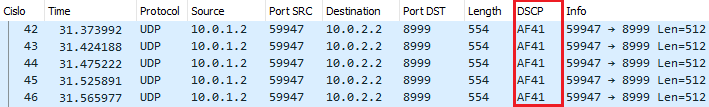 Cislo Time Protocol Source Port SRC Destination Port DST Length DSCP Info
42 31.373992 UDP 10.0.1.2 59947 10.0.2.2 8999 554 AF41 59947 → 8999 Len=512
43 31.424188 UDP 10.0.1.2 59947 10.0.2.2 8999 554 AF41 59947 → 8999 Len=512
44 31.475222 UDP 10.0.1.2 59947 10.0.2.2 8999 554 AF41 59947 → 8999 Len=512
45 31.525891 UDP 10.0.1.2 59947 10.0.2.2 8999 554 AF41 59947 → 8999 Len=512
46 31.565977 UDP 10.0.1.2 59947 10.0.2.2 8999 554 AF41 59947 → 8999 Len=512